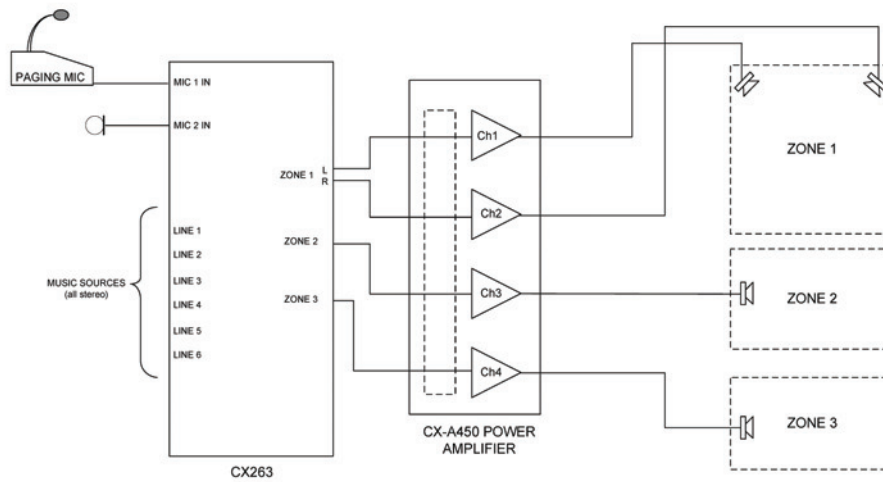 PAGING MIC
MIC 1 IN
MIC 2 IN
ZONE 1
L
R
LINE 1
LINE 2
LINE 3
LINE 4
LINE 5
LINE 6
MUSIC SOURCES
(all stereo)
ZONE 2
ZONE 3
CX263
Ch1
Ch2
Ch3
Ch4
CX-A450 POWER
AMPLIFIER
ZONE 1
ZONE 2
ZONE 3